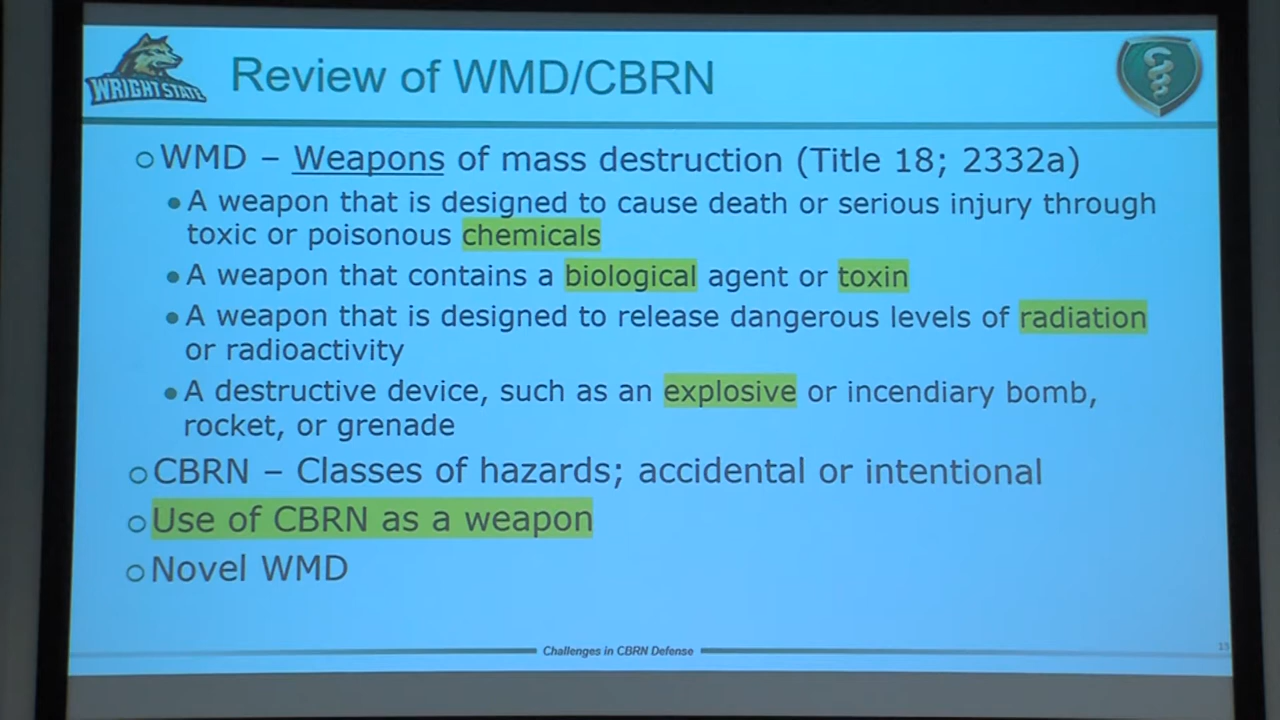 WRIGHT STATE
Review of WMD/CBRN
WMD – Weapons of mass destruction (Title 18; 2332a)
A weapon that is designed to cause death or serious injury through
toxic or poisonous chemicals
A weapon that contains a biological agent or toxin
A weapon that is designed to release dangerous levels of radiation
or radioactivity
A destructive device, such as an explosive or incendiary bomb,
rocket, or grenade
CBRN – Classes of hazards; accidental or intentional
Use of CBRN as a weapon
Novel WMD
Challenges in CBRN Defense